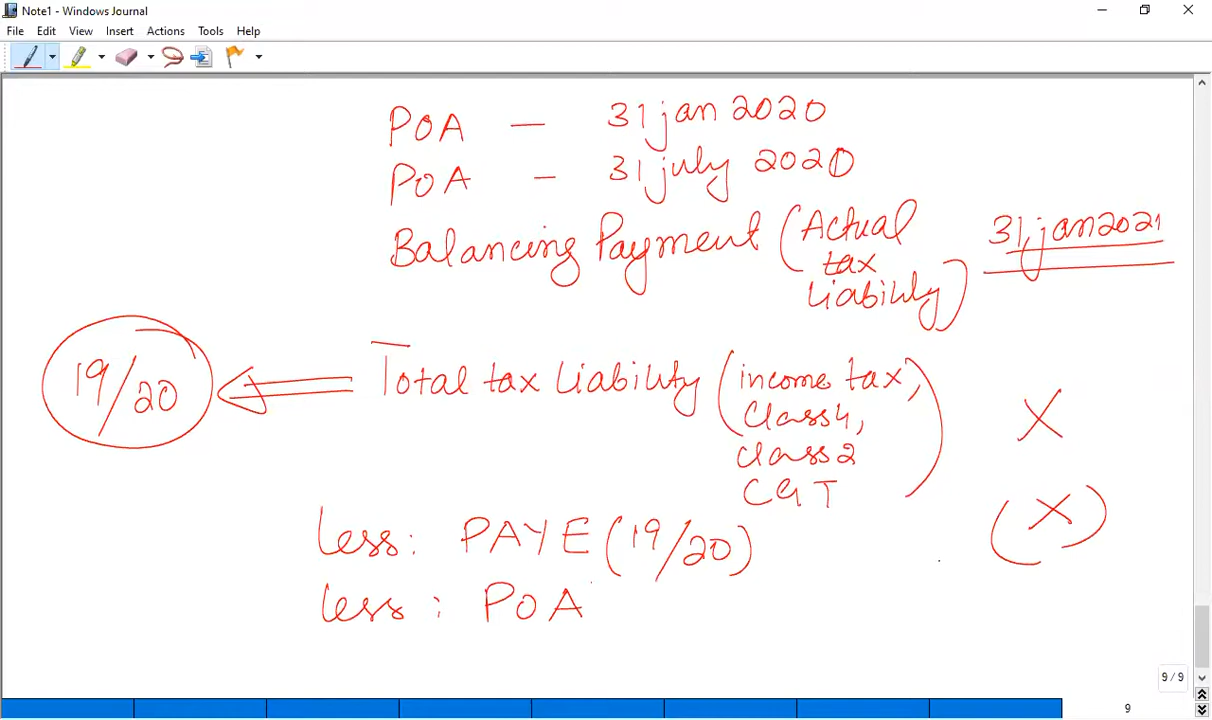 Note1 - Windows Journal
File Edit View Insert Actions Tools Help
POA — 31 jan 2020
POA - 31 july 2020
Balancing Payment (Actual tax liability) 31 jan 2021
19/20
Total tax liability (income tax, X
Class 4,
Class 2
CGT)
less: PAYE (19/20) (X)
less: POA
9 / 9
9